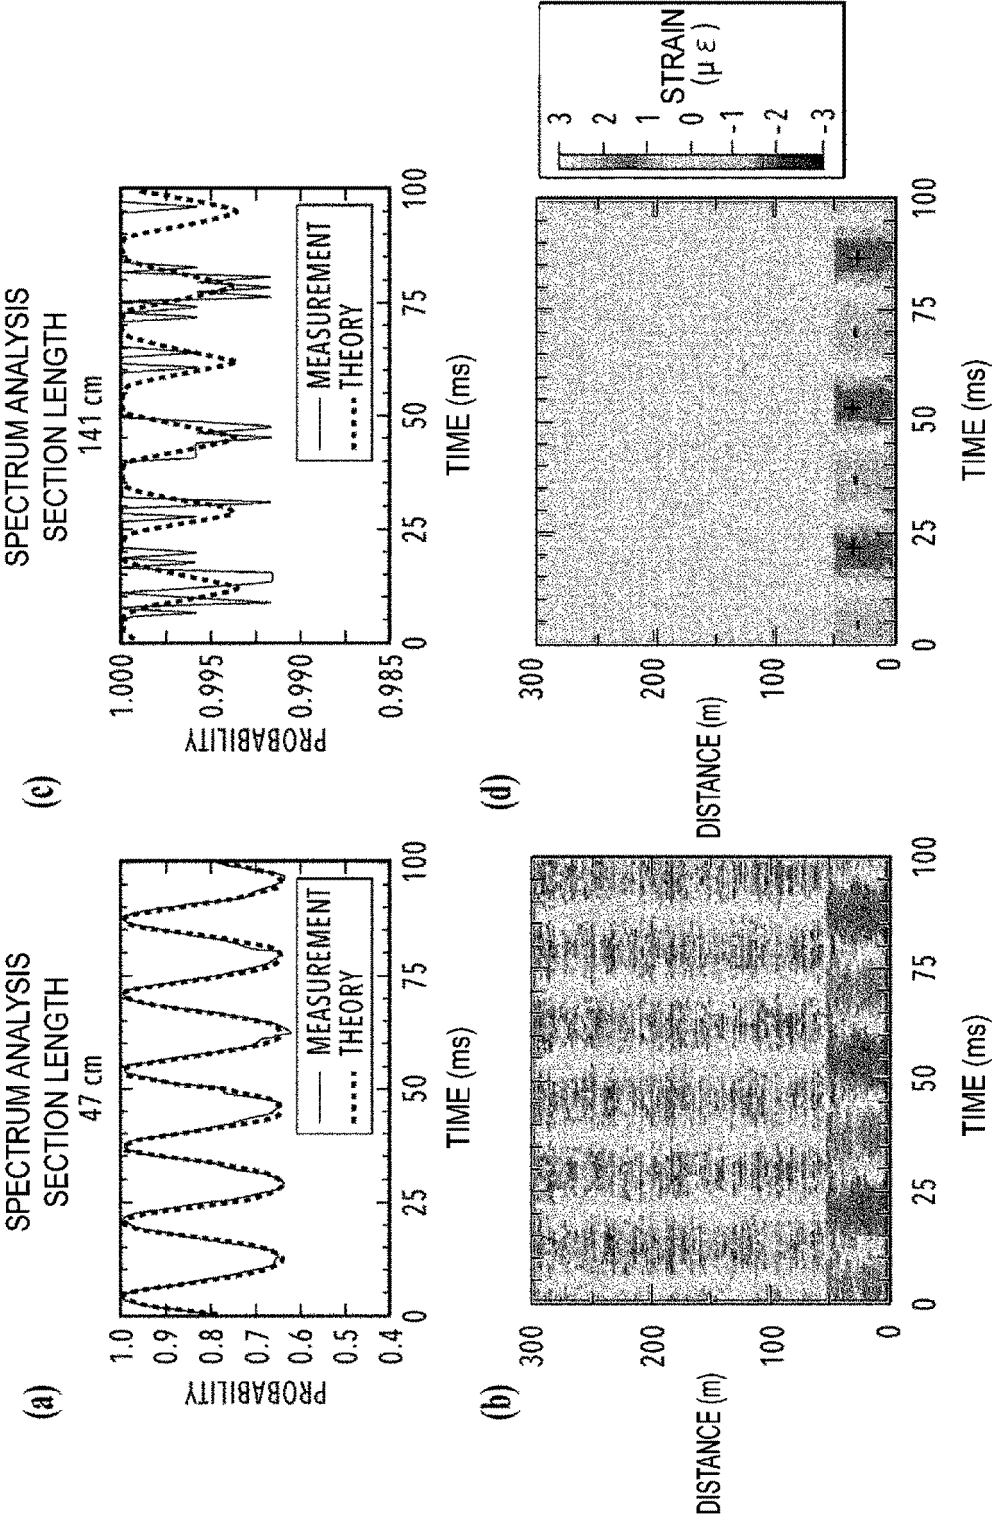 (a)
SPECTRUM ANALYSIS
SECTION LENGTH
47 cm
PROBABILITY
1.0
0.9
0.8
0.7
0.6
0.5
0.4
MEASUREMENT
THEORY
0
25
50
75
100
TIME (ms)
(c)
SPECTRUM ANALYSIS
SECTION LENGTH
141 cm
PROBABILITY
1.000
0.995
0.990
0.985
MEASUREMENT
THEORY
0
25
50
75
100
TIME (ms)
(b)
DISTANCE (m)
300
200
100
0
0
25
50
75
100
TIME (ms)
(d)
DISTANCE (m)
300
200
100
0
0
25
50
75
100
TIME (ms)
+
-
+
-
+
3
2
1
0
-1
-2
-3
STRAIN
(μ ε)